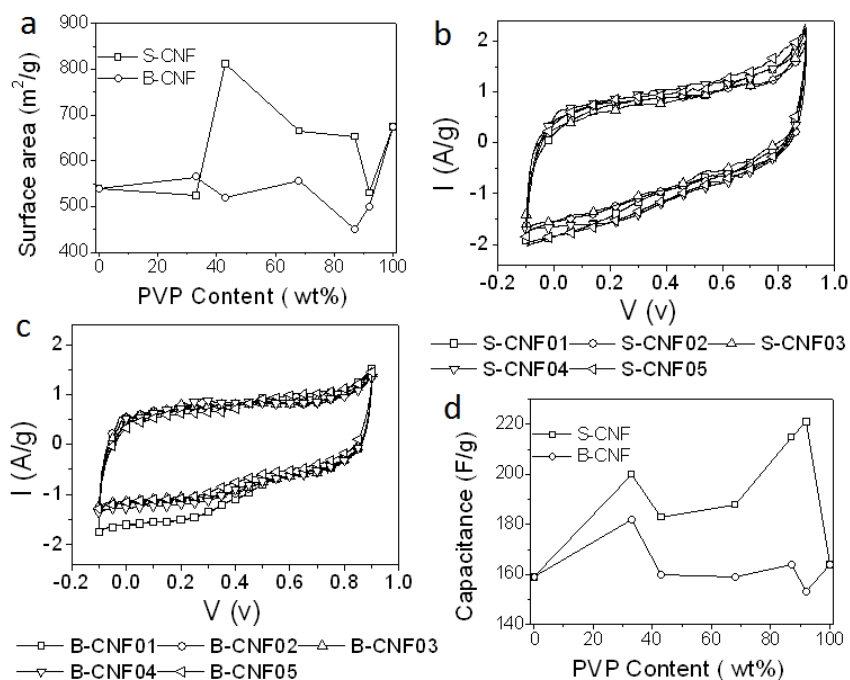 a
900
800
700
600
500
400
Surface area (m²/g)
S-CNF
B-CNF
0 20 40 60 80 100
PVP Content ( wt%)
b
2
1
0
-1
-2
I (A/g)
-0.2 0.0 0.2 0.4 0.6 0.8 1.0
V (v)
S-CNF01 S-CNF02 S-CNF03
S-CNF04 S-CNF05
c
2
1
0
-1
-2
I (A/g)
-0.2 0.0 0.2 0.4 0.6 0.8 1.0
V (v)
B-CNF01 B-CNF02 B-CNF03
B-CNF04 B-CNF05
d
220
200
180
160
140
Capacitance (F/g)
S-CNF
B-CNF
0 20 40 60 80 100
PVP Content ( wt%)